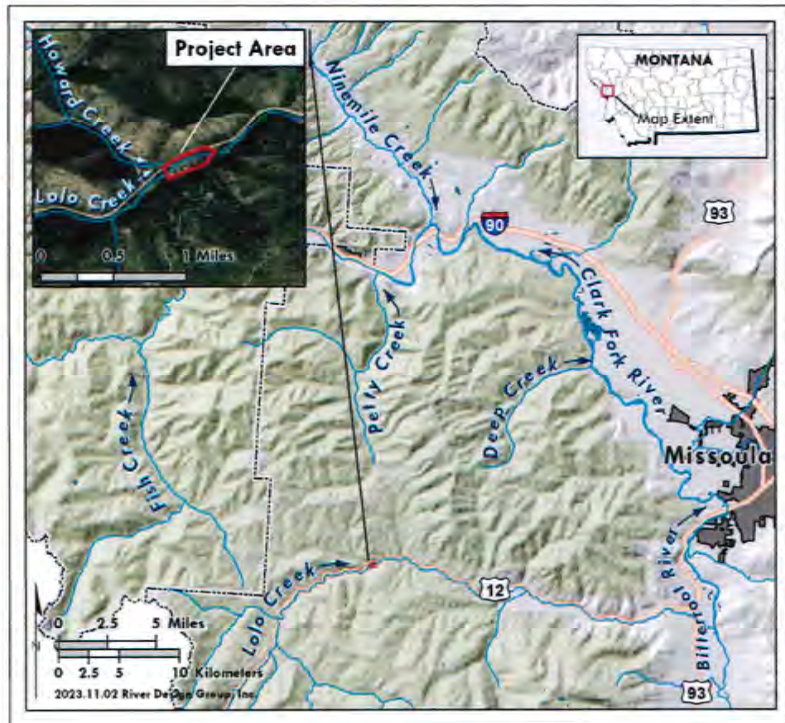 Project Area
Howard Creek
Lolo Creek
0 0.5 1 Miles
MONTANA
Map Extent
Ninemile Creek
93
90
Clark Fork River
Petty Creek
Deep Creek
Fish Creek
Missoula
Lolo Creek
12
Bitterroot River
93
0 2.5 5 Miles
0 2.5 5 10 Kilometers
N
2023.11.02 River Design Group, Inc.